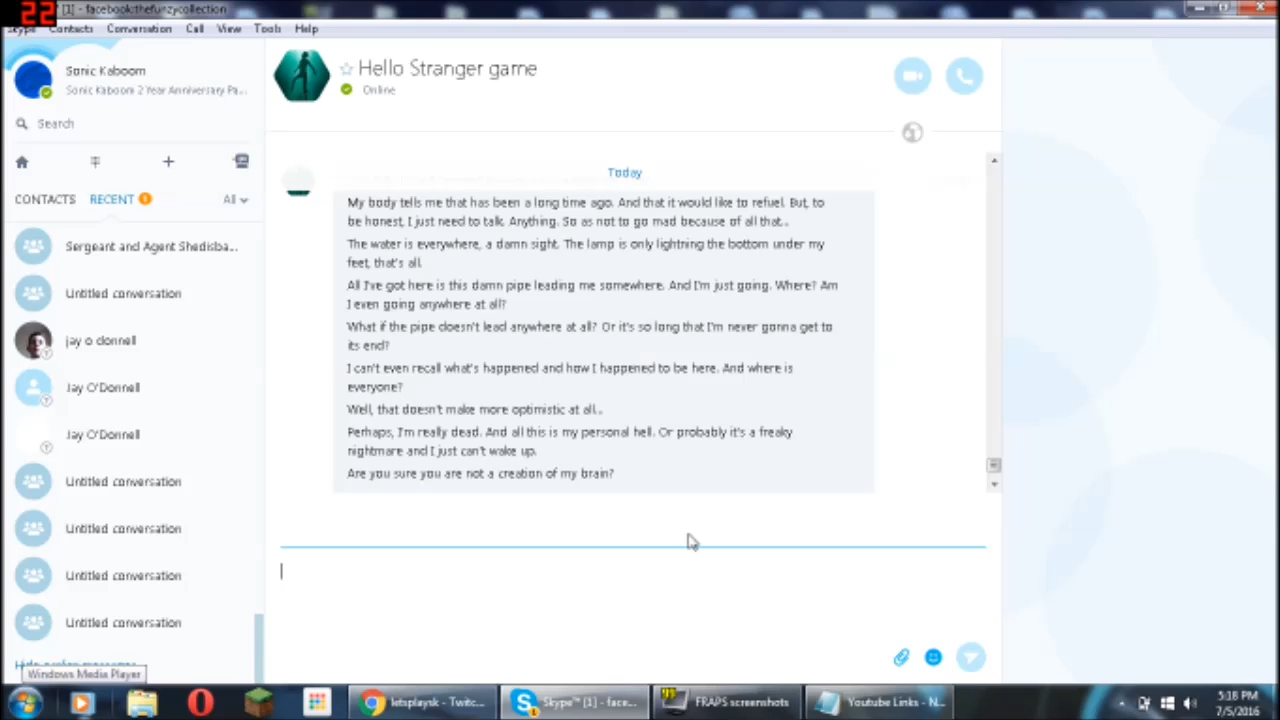 22
[1] - facebook:thefunzycollection
Skype Contacts Conversation Call View Tools Help
Sonic Kaboom
Sonic Kaboom 2 Year Anniversary Pa...
Search
CONTACTS RECENT All
Sergeant and Agent Shedisba...
Untitled conversation
jay o donnell
Jay O'Donnell
Jay O'Donnell
Untitled conversation
Untitled conversation
Untitled conversation
Untitled conversation
Windows Media Player
Hello Stranger game
Online
Today
My body tells me that has been a long time ago. And that it would like to refuel. But, to
be honest, I just need to talk. Anything. So as not to go mad because of all that...
The water is everywhere, a damn sight. The lamp is only lightning the bottom under my
feet, that's all.
All I've got here is this damn pipe leading me somewhere. And I'm just going. Where? Am
I even going anywhere at all?
What if the pipe doesn't lead anywhere at all? Or it's so long that I'm never gonna get to
its end?
I can't even recall what's happened and how I happened to be here. And where is
everyone?
Well, that doesn't make more optimistic at all...
Perhaps, I'm really dead. And all this is my personal hell. Or probably it's a freaky
nightmare and I just can't wake up.
Are you sure you are not a creation of my brain?
letsplaysk - Twitc...
Skype™ [1] - face...
99
FRAPS screenshots
Youtube Links - N...
5:18 PM
7/5/2016